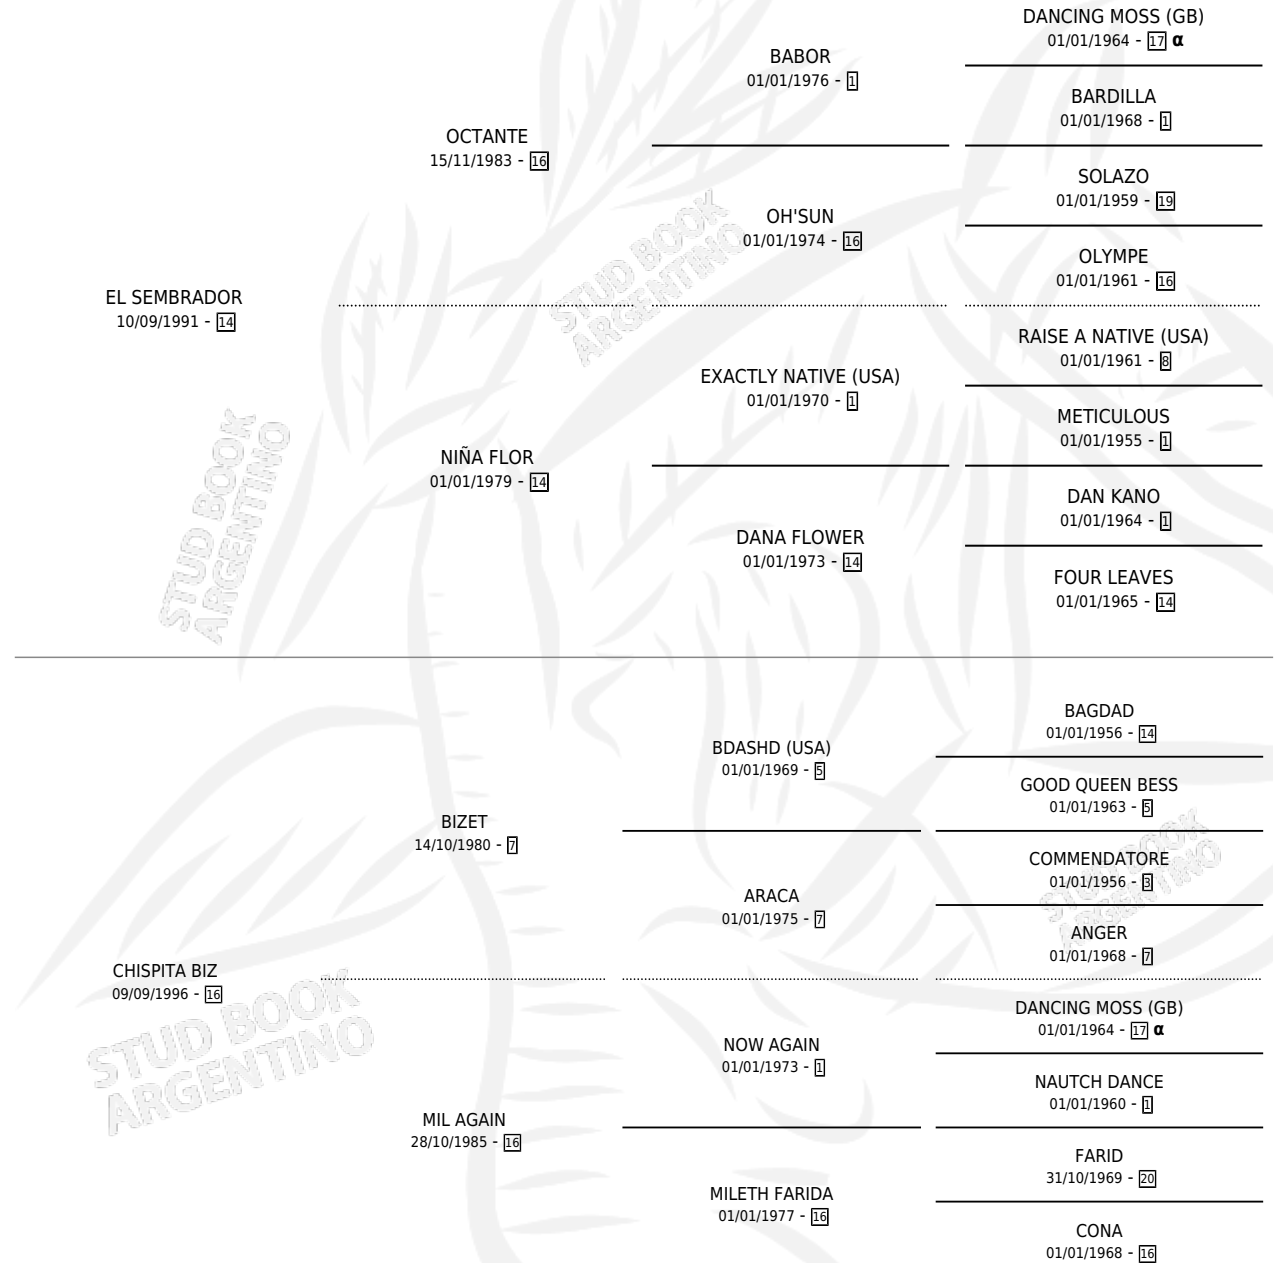 DANCING MOSS (GB)
01/01/1964 - 17 α
BABOR
01/01/1976 - 1
BARDILLA
01/01/1968 - 1
OCTANTE
15/11/1983 - 16
SOLAZO
01/01/1959 - 19
OH'SUN
01/01/1974 - 16
OLYMPE
01/01/1961 - 16
EL SEMBRADOR
10/09/1991 - 14
RAISE A NATIVE (USA)
01/01/1961 - 8
EXACTLY NATIVE (USA)
01/01/1970 - 1
METICULOUS
01/01/1955 - 1
NIÑA FLOR
01/01/1979 - 14
DAN KANO
01/01/1964 - 1
DANA FLOWER
01/01/1973 - 14
FOUR LEAVES
01/01/1965 - 14
BAGDAD
01/01/1956 - 14
BDASHD (USA)
01/01/1969 - 5
GOOD QUEEN BESS
01/01/1963 - 5
BIZET
14/10/1980 - 7
COMMENDATORE
01/01/1956 - 3
ARACA
01/01/1975 - 7
ANGER
01/01/1968 - 7
CHISPITA BIZ
09/09/1996 - 16
DANCING MOSS (GB)
01/01/1964 - 17 α
NOW AGAIN
01/01/1973 - 1
NAUTCH DANCE
01/01/1960 - 1
MIL AGAIN
28/10/1985 - 16
FARID
31/10/1969 - 20
MILETH FARIDA
01/01/1977 - 16
CONA
01/01/1968 - 16
STUD BOOK
ARGENTINO
STUD BOOK
ARGENTINO
STUD BOOK
ARGENTINO
STUD BOOK
ARGENTINO